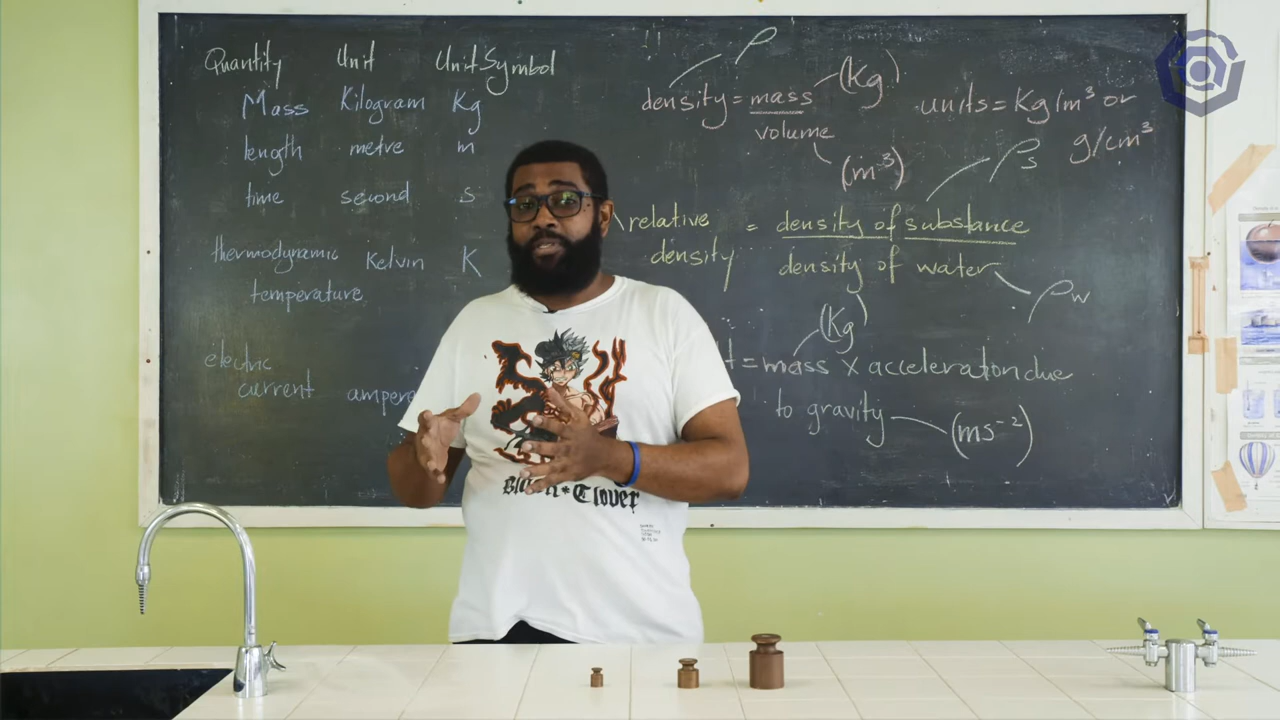 Quantity Unit Unit Symbol
Mass Kilogram Kg
length metre m
time second s
thermodynamic Kelvin K
temperature
electric
current
density = mass (Kg)
volume
(m³)
ρ
units = Kg/m³ or
g/cm³
ρs
relative = density of substance
density density of water
ρw
(Kg)
= mass x acceleration due
to gravity (ms⁻²)
Clover